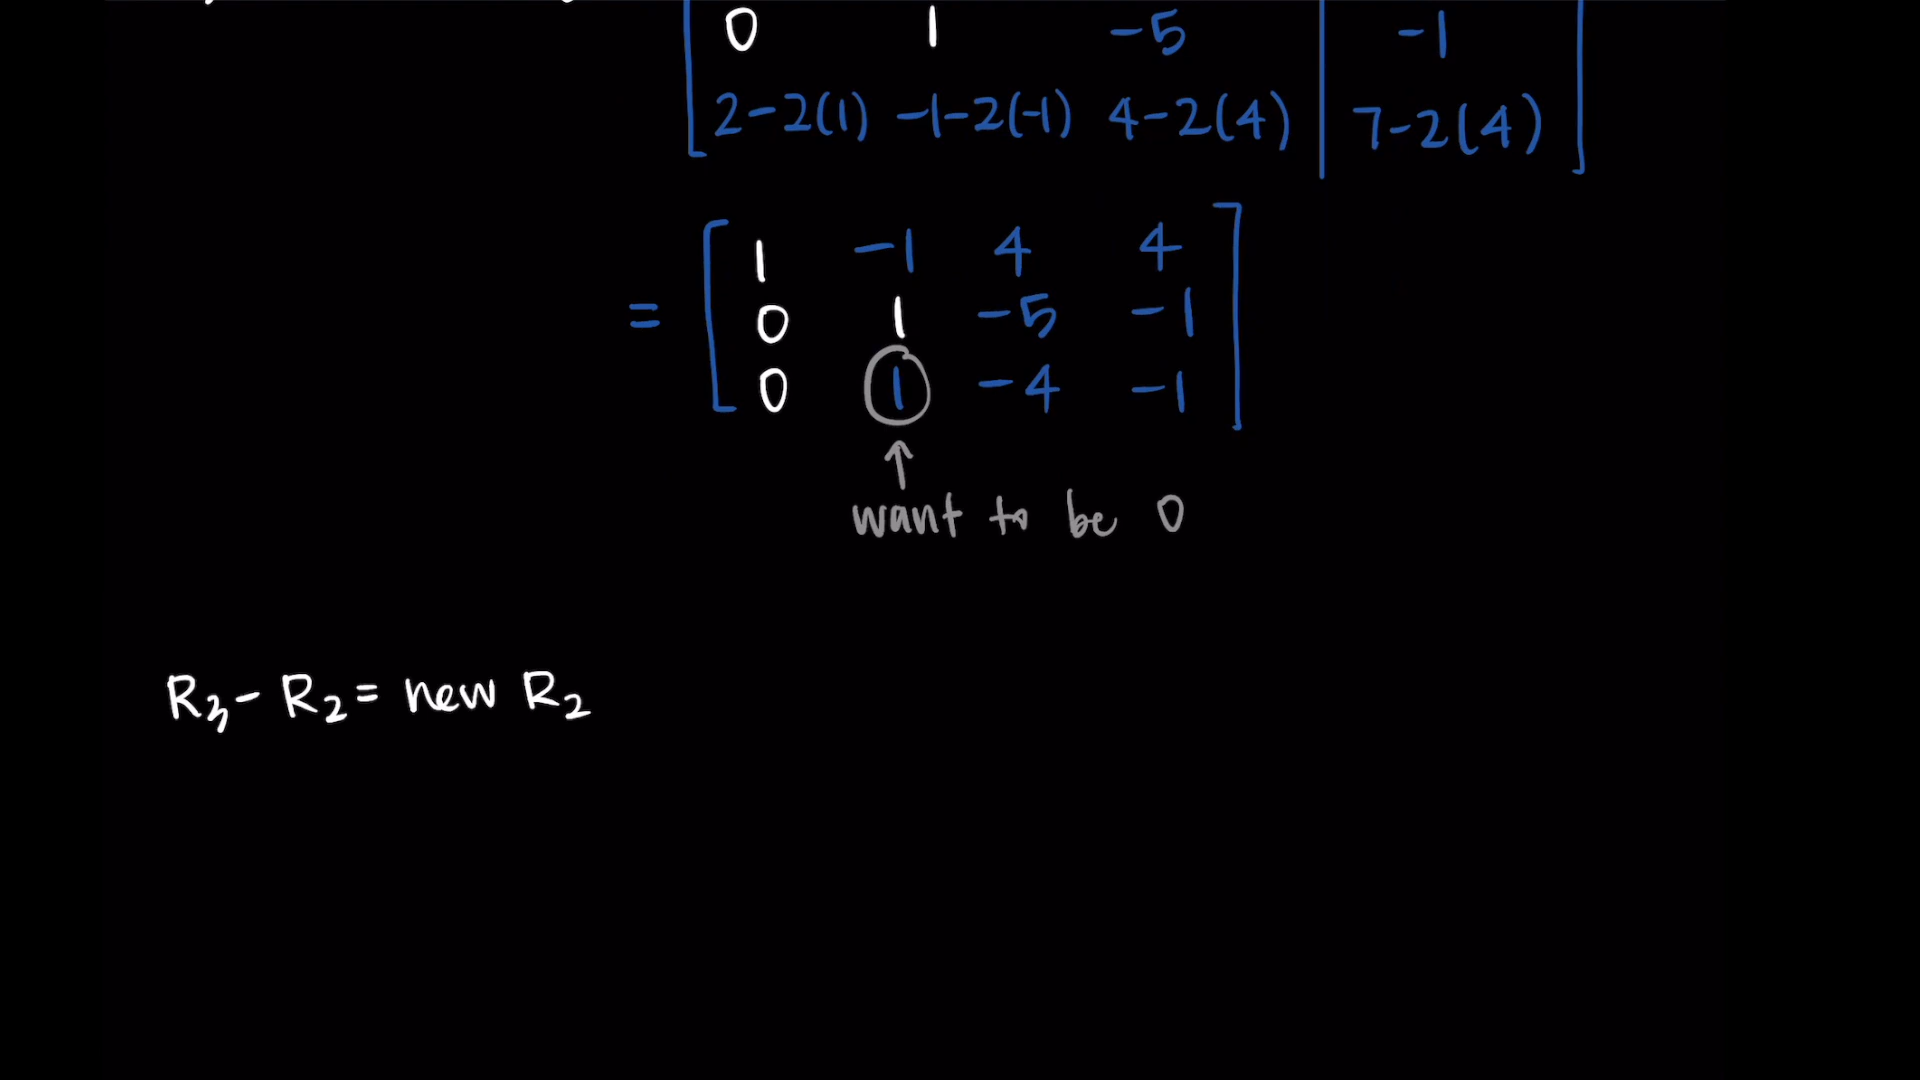 0 1 -5 | -1
2-2(1) -1-2(-1) 4-2(4) | 7-2(4)
1 -1 4 4
= 0 1 -5 -1
0 1 -4 -1
↑
want to be 0
R₃ - R₂ = new R₂